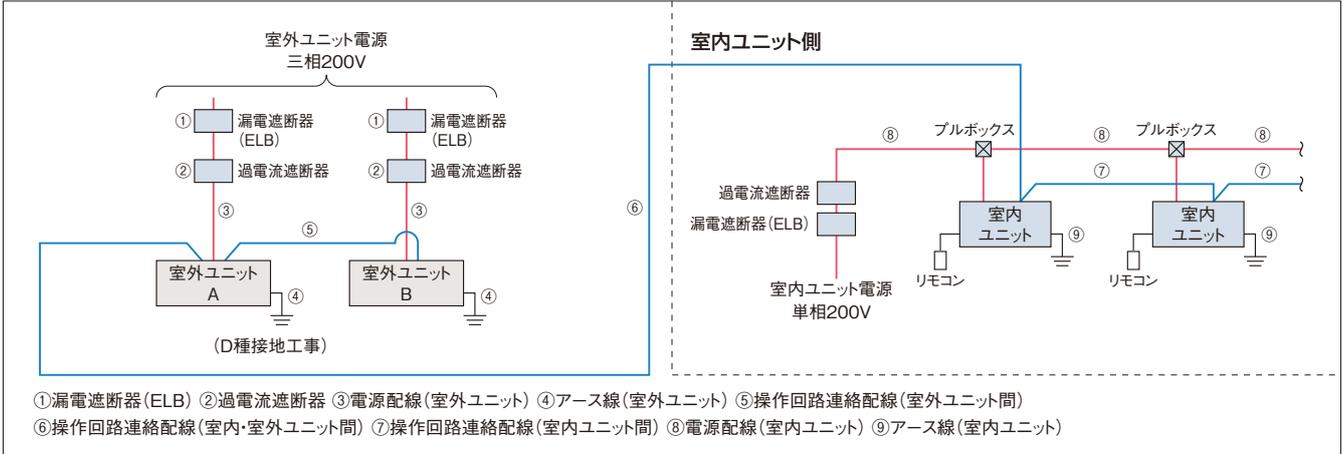 室外ユニット電源
三相200V
① 漏電遮断器
(ELB)
② 過電流遮断器
③
① 漏電遮断器
(ELB)
② 過電流遮断器
③
⑤
室外ユニット
A
④
室外ユニット
B
④
(D種接地工事)
⑥
室内ユニット側
⑧
プルボックス
⑧
プルボックス
⑧
⑦
⑦
過電流遮断器
漏電遮断器(ELB)
室内ユニット電源
単相200V
室内
ユニット
⑨
リモコン
室内
ユニット
⑨
リモコン
①漏電遮断器(ELB) ②過電流遮断器 ③電源配線(室外ユニット) ④アース線(室外ユニット) ⑤操作回路連絡配線(室外ユニット間)
⑥操作回路連絡配線(室内・室外ユニット間) ⑦操作回路連絡配線(室内ユニット間) ⑧電源配線(室内ユニット) ⑨アース線(室内ユニット)